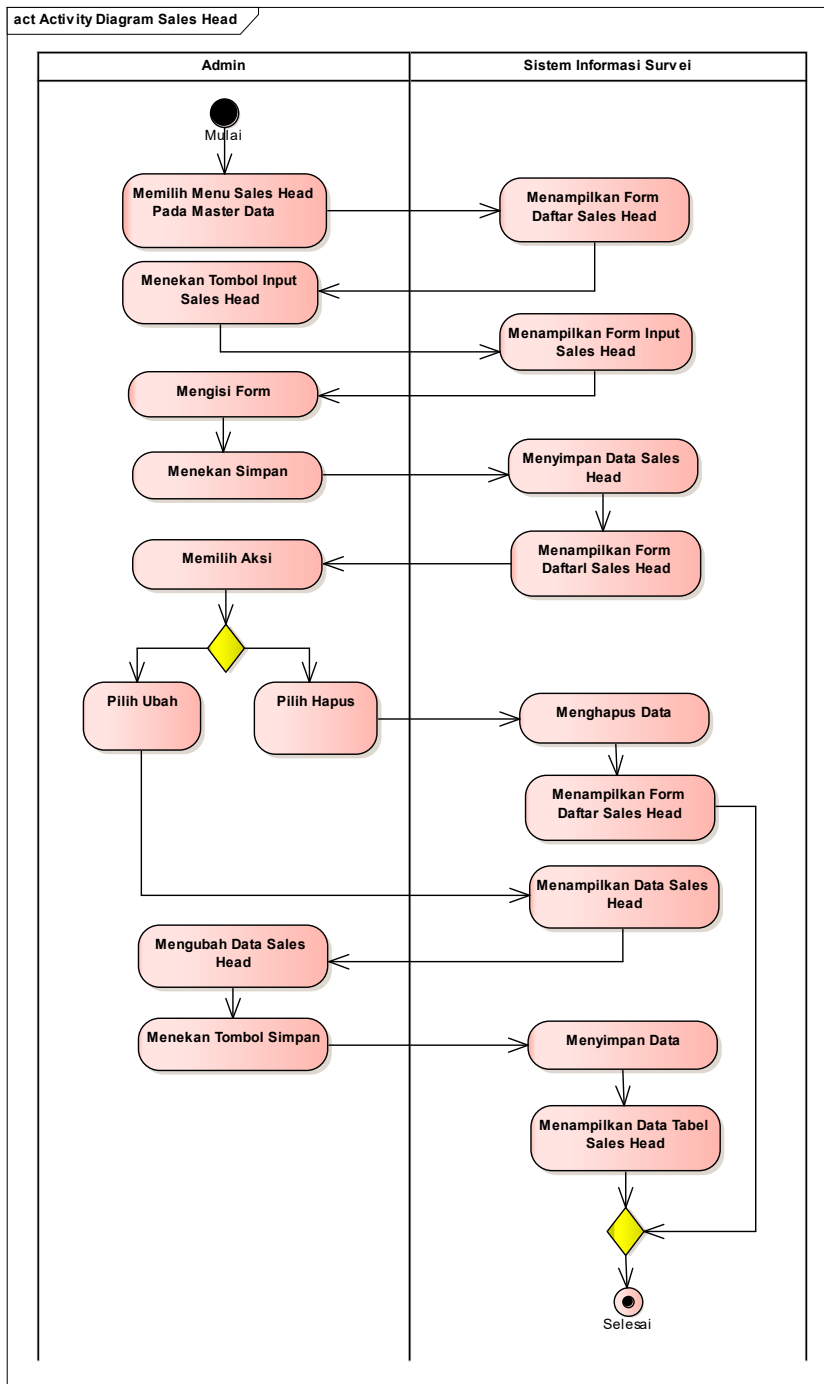 act Activity Diagram Sales Head
Admin
Sistem Informasi Survei
Mulai
Memilih Menu Sales Head
Pada Master Data
Menampilkan Form
Daftar Sales Head
Menekan Tombol Input
Sales Head
Menampilkan Form Input
Sales Head
Mengisi Form
Menekan Simpan
Menyimpan Data Sales
Head
Menampilkan Form
Daftarl Sales Head
Memilih Aksi
Pilih Ubah
Pilih Hapus
Menghapus Data
Menampilkan Form
Daftar Sales Head
Menampilkan Data Sales
Head
Mengubah Data Sales
Head
Menekan Tombol Simpan
Menyimpan Data
Menampilkan Data Tabel
Sales Head
Selesai